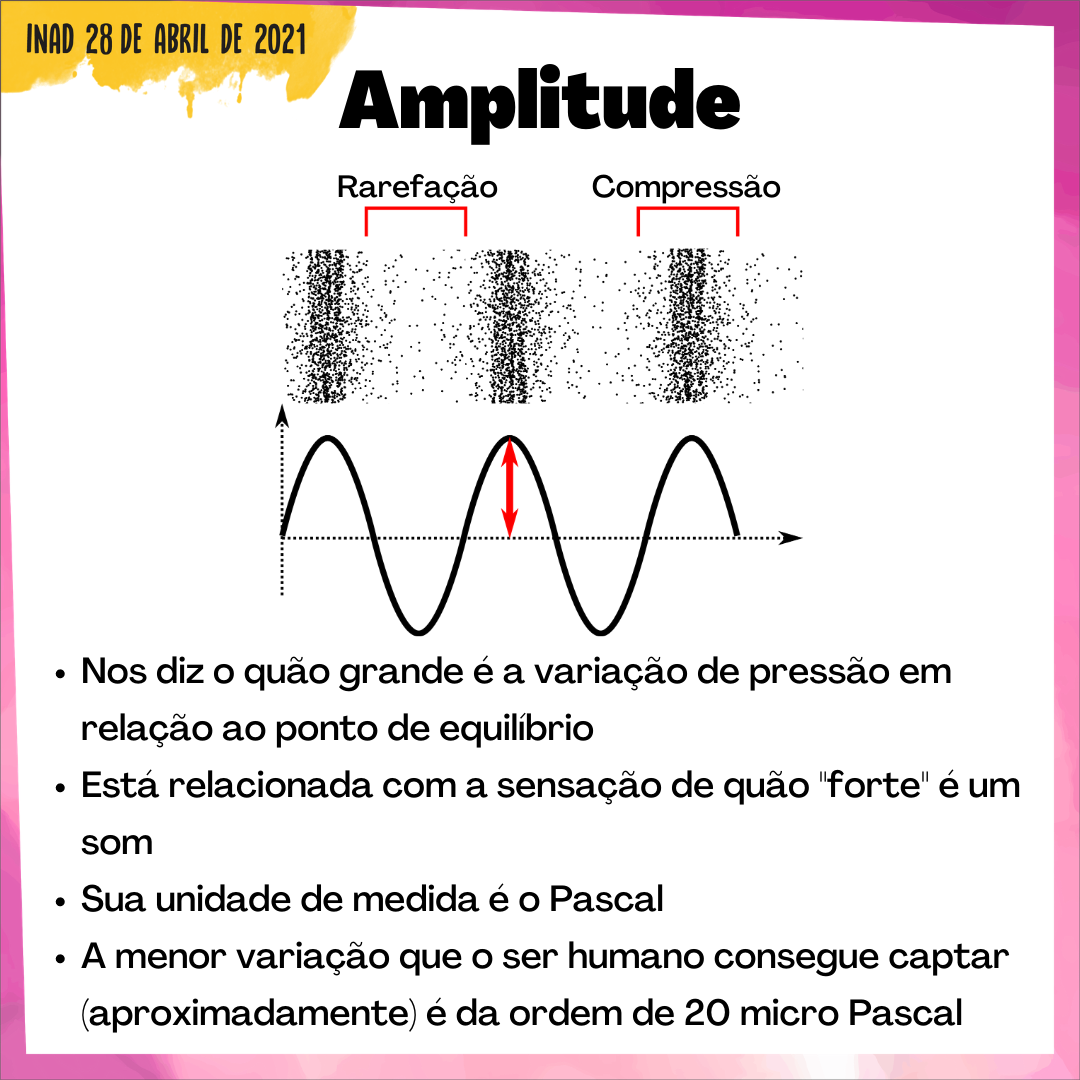 INAD 28 DE ABRIL DE 2021
Amplitude
Rarefação Compressão
• Nos diz o quão grande é a variação de pressão em
relação ao ponto de equilíbrio
• Está relacionada com a sensação de quão "forte" é um
som
• Sua unidade de medida é o Pascal
• A menor variação que o ser humano consegue captar
(aproximadamente) é da ordem de 20 micro Pascal